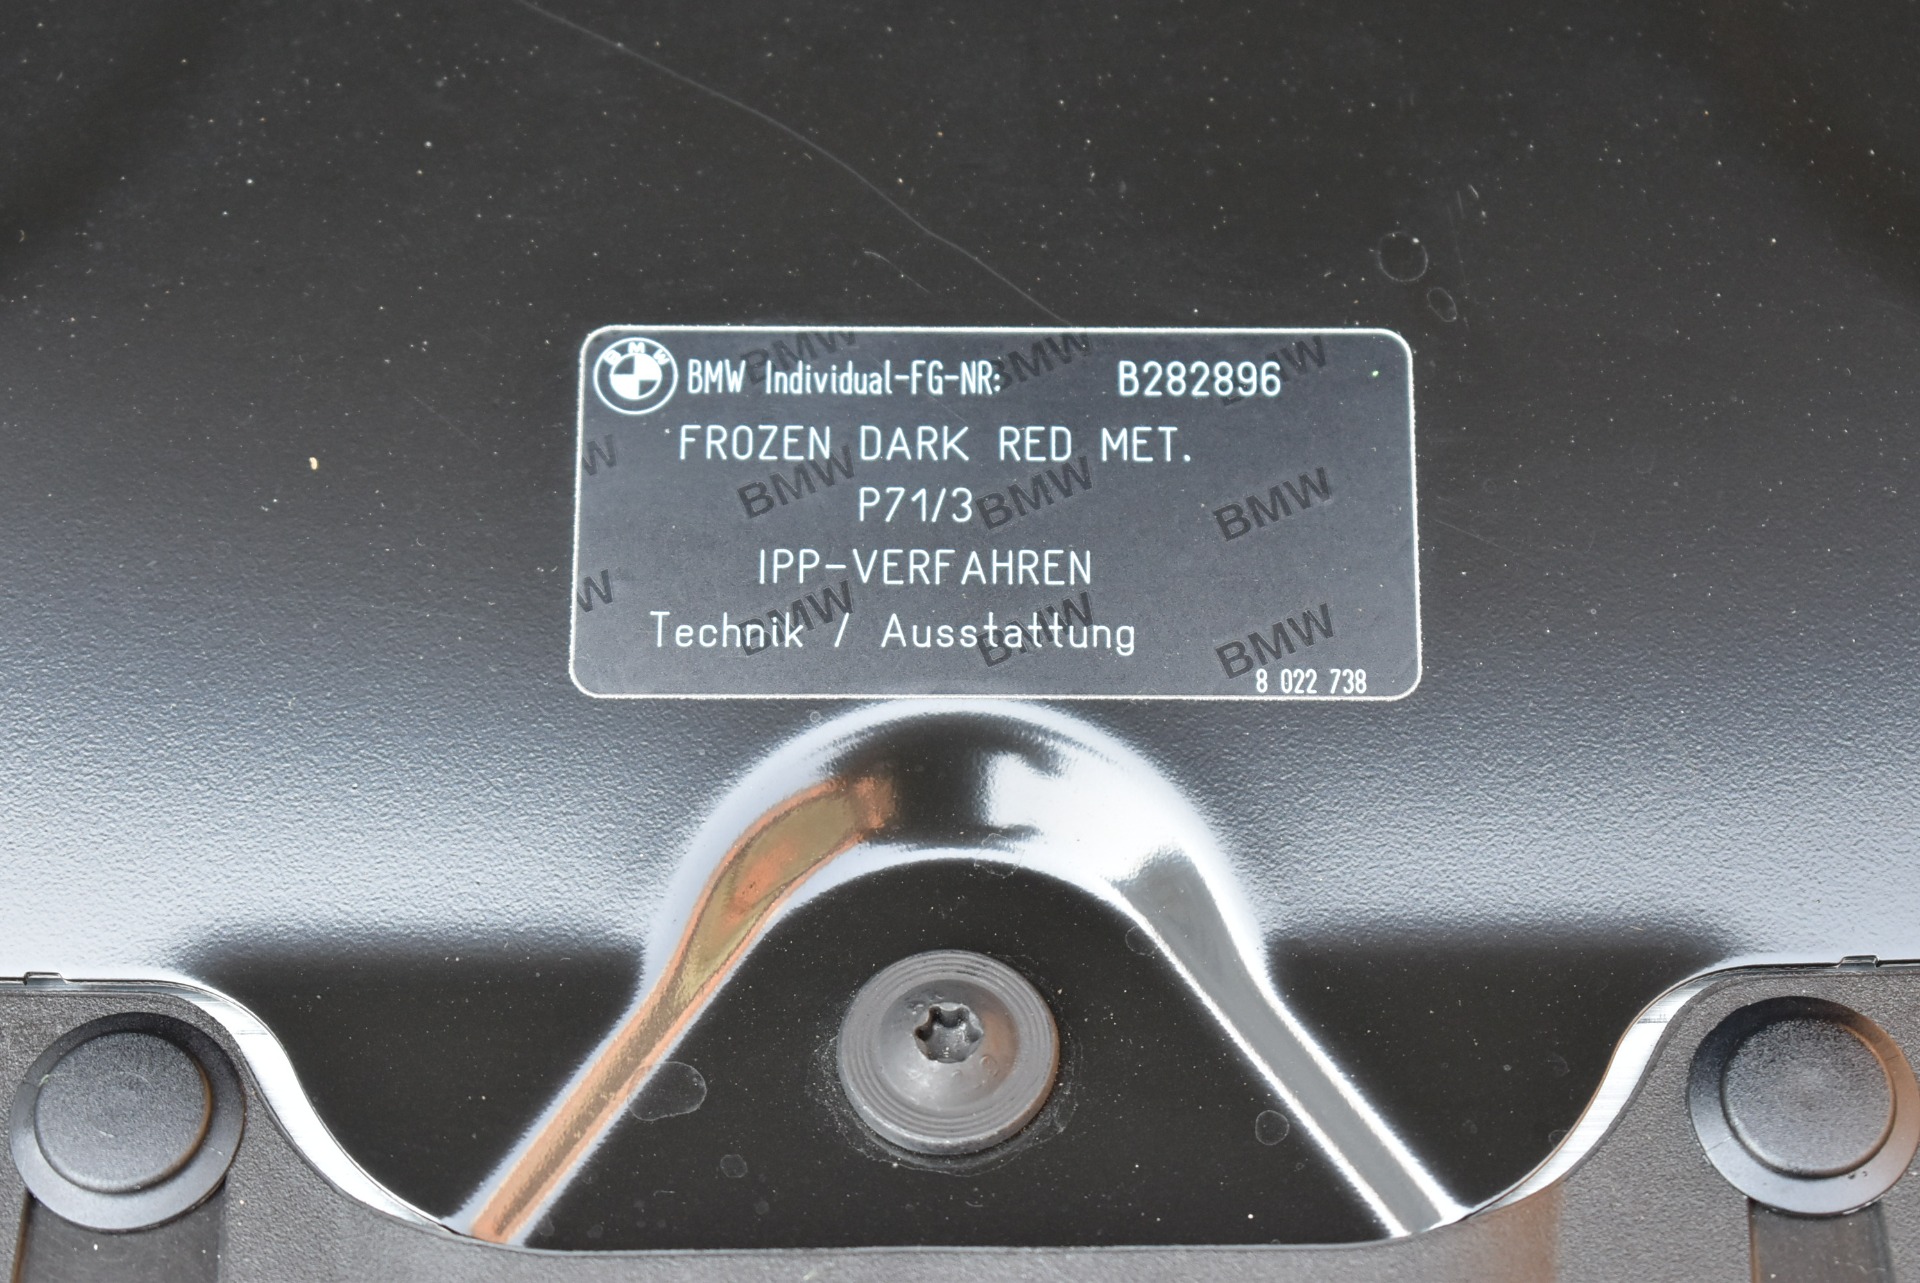 BMW Individual-FG-NR: B282896
FROZEN DARK RED MET.
P71/3
IPP-VERFAHREN
Technik / Ausstattung
8 022 738